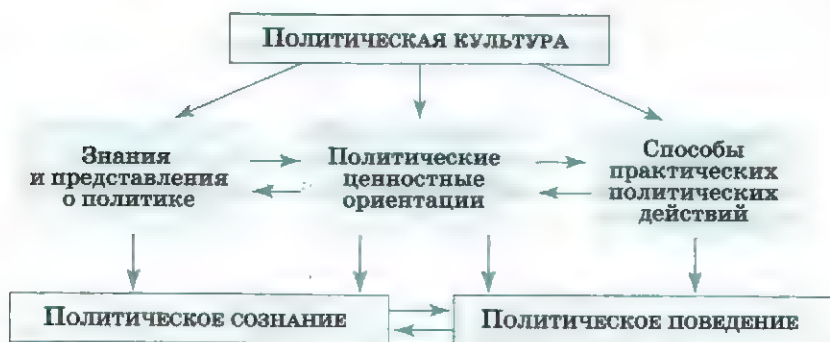 ПОЛИТИЧЕСКАЯ КУЛЬТУРА
Знания
и представления
о политике
Политические
ценностные
ориентации
Способы
практических
политических
действий
ПОЛИТИЧЕСКОЕ СОЗНАНИЕ
ПОЛИТИЧЕСКОЕ ПОВЕДЕНИЕ